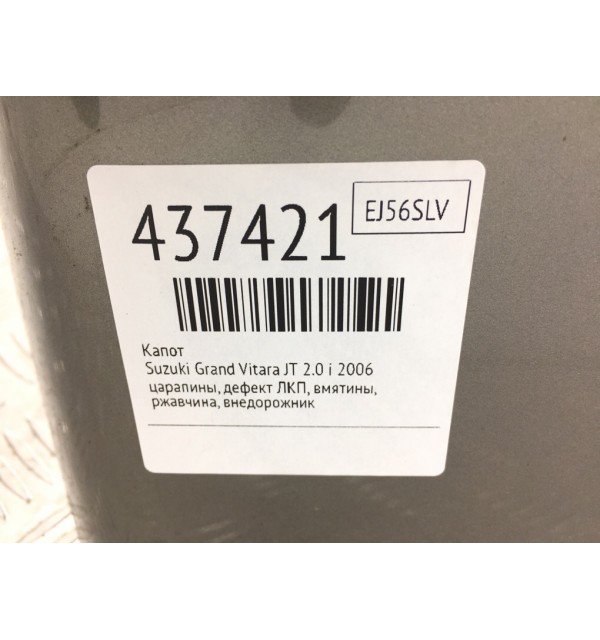 437421
EJ56SLV
Капот
Suzuki Grand Vitara JT 2.0 i 2006
царапины, дефект ЛКП, вмятины,
ржавчина, внедорожник